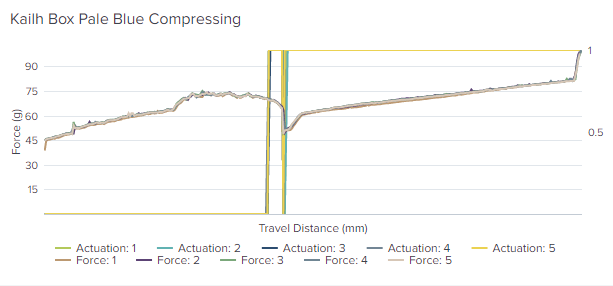 Kailh Box Pale Blue Compressing
90
75
60
45
30
15
Force (g)
1
0.5
Travel Distance (mm)
Actuation: 1 Actuation: 2 Actuation: 3 Actuation: 4 Actuation: 5
Force: 1 Force: 2 Force: 3 Force: 4 Force: 5